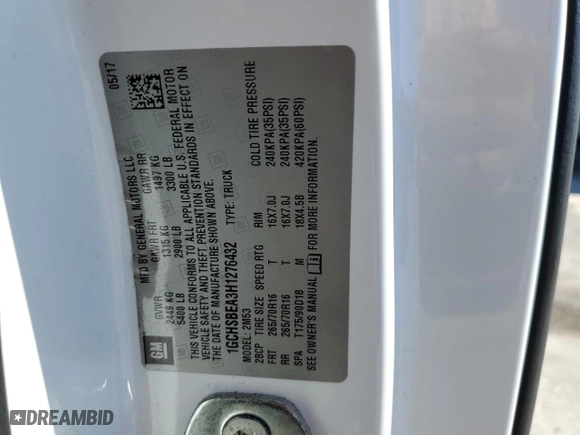 GM
MFD BY GENERAL MOTORS LLC
05/17
GVWR GAWR FRT GAWR RR
2449 KG 1315 KG 1497 KG
5400 LB 2900 LB 3300 LB
THIS VEHICLE CONFORMS TO ALL APPLICABLE U.S. FEDERAL MOTOR
VEHICLE SAFETY AND THEFT PREVENTION STANDARDS IN EFFECT ON
THE DATE OF MANUFACTURE SHOWN ABOVE.
1GCHSBEA3H1276432 TYPE: TRUCK
MODEL: 2M53
2BCP TIRE SIZE SPEED RTG RIM COLD TIRE PRESSURE
FRT 265/70R16 T 16X7.0J 240KPA(35PSI)
RR 265/70R16 T 16X7.0J 240KPA(35PSI)
SPA T175/90D18 M 18X4.5B 420KPA(60PSI)
SEE OWNER'S MANUAL FOR MORE INFORMATION.
DREAMBID